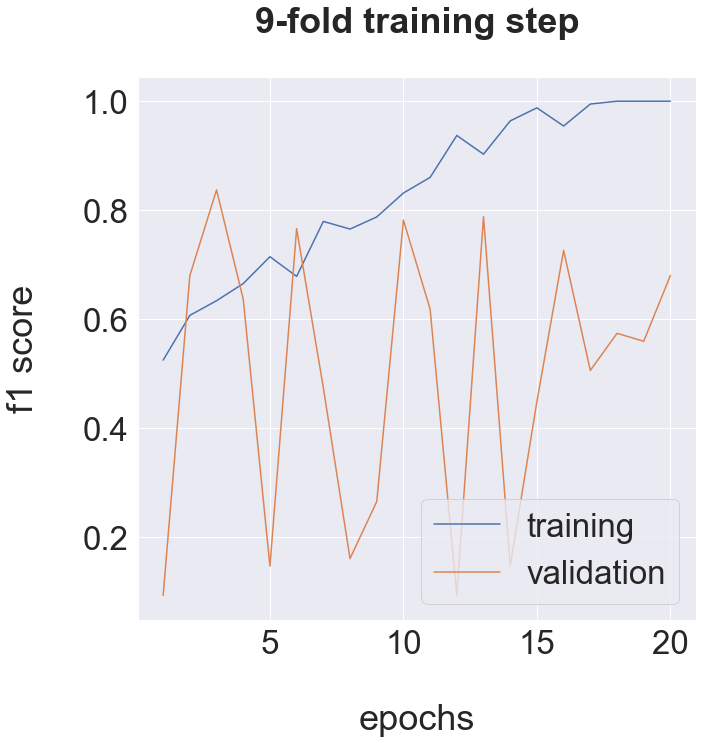 9-fold training step
1.0
0.8
0.6
0.4
0.2
f1 score
training
validation
5 10 15 20
epochs